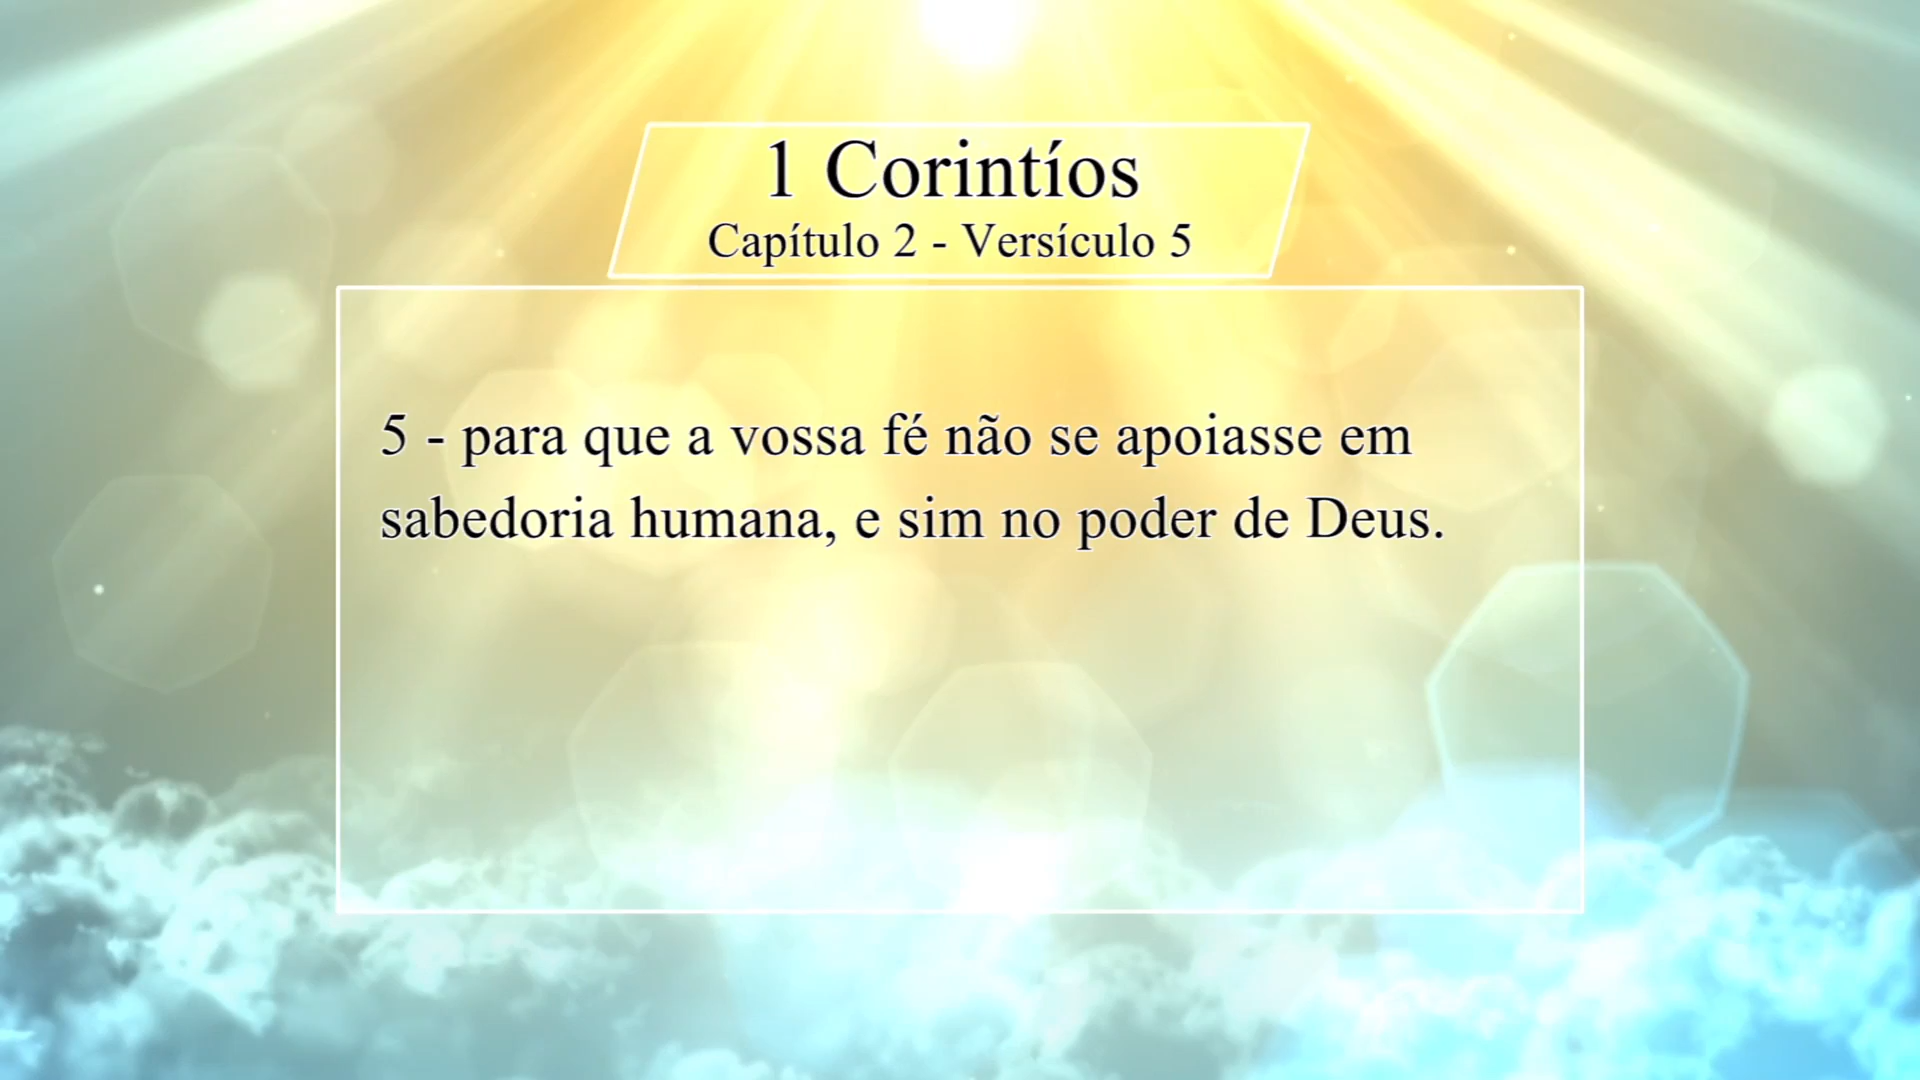 1 Corintíos
Capítulo 2 - Versículo 5
5 - para que a vossa fé não se apoiasse em
sabedoria humana, e sim no poder de Deus.